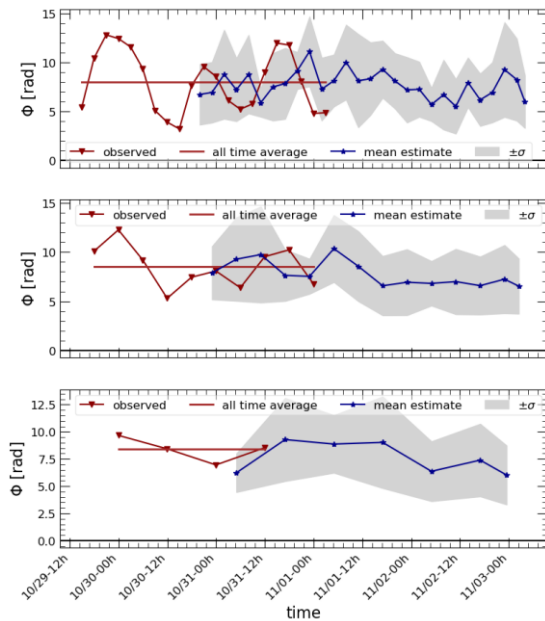 15
10
5
0
Φ [rad]
observed all time average mean estimate ±σ
15
10
5
0
Φ [rad]
observed all time average mean estimate ±σ
12.5
10.0
7.5
5.0
2.5
0.0
Φ [rad]
observed all time average mean estimate ±σ
10/29-12h 10/30-00h 10/30-12h 10/31-00h 10/31-12h 11/01-00h 11/01-12h 11/02-00h 11/02-12h 11/03-00h
time